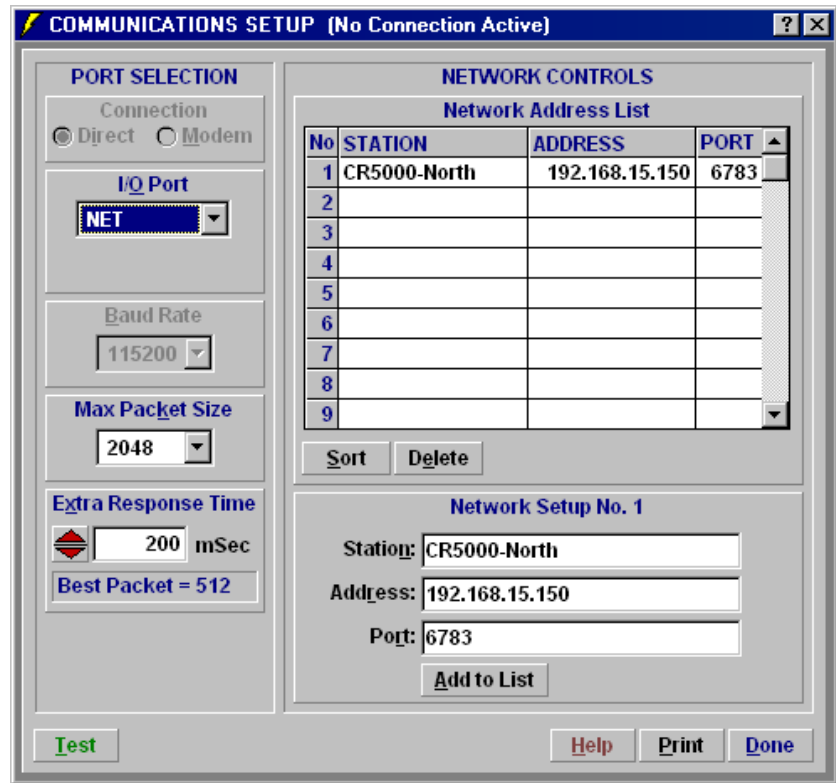 COMMUNICATIONS SETUP (No Connection Active)
? X
PORT SELECTION
Connection
Direct Modem
I/O Port
NET
Baud Rate
115200
Max Packet Size
2048
Extra Response Time
200 mSec
Best Packet = 512
NETWORK CONTROLS
Network Address List
No STATION ADDRESS PORT
1 CR5000-North 192.168.15.150 6783
2
3
4
5
6
7
8
9
Sort Delete
Network Setup No. 1
Station: CR5000-North
Address: 192.168.15.150
Port: 6783
Add to List
Test Help Print Done